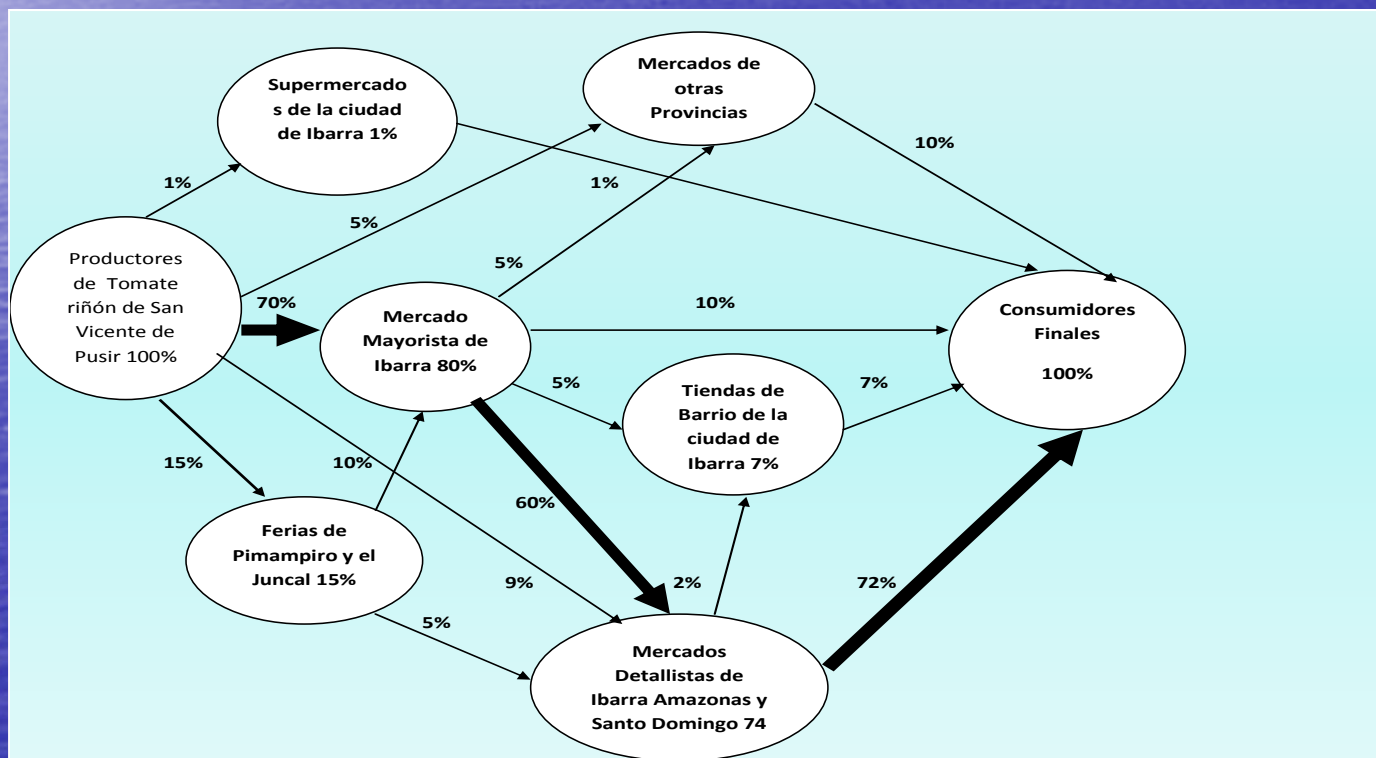 Supermercado
s de la ciudad
de Ibarra 1%
Mercados de
otras
Provincias
10%
1%
1%
5%
5%
Productores
de Tomate
riñón de San
Vicente de
Pusir 100%
70%
Mercado
Mayorista de
Ibarra 80%
10%
Consumidores
Finales
100%
5%
Tiendas de
Barrio de la
ciudad de
Ibarra 7%
7%
15%
10%
60%
Ferias de
Pimampiro y el
Juncal 15%
9%
2%
72%
5%
Mercados
Detallistas de
Ibarra Amazonas y
Santo Domingo 74